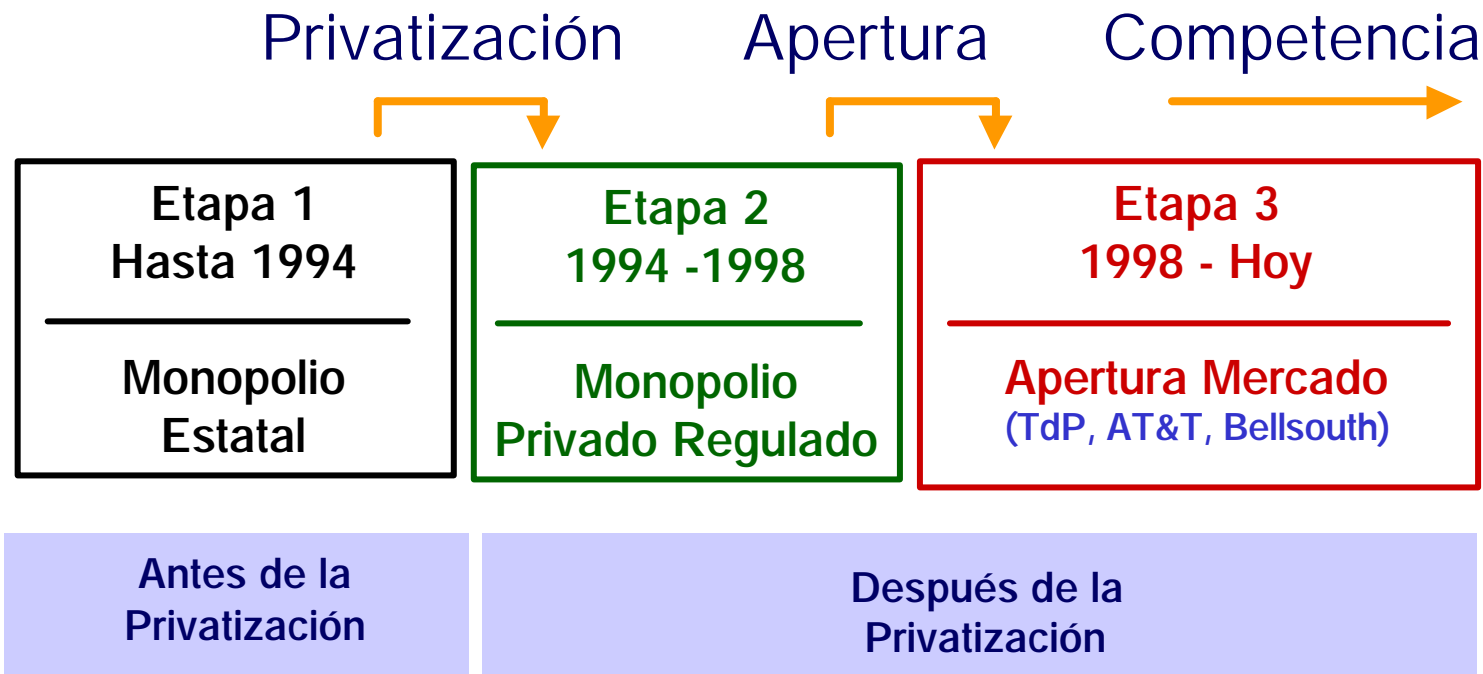 Privatización Apertura Competencia
Etapa 1
Hasta 1994
Monopolio
Estatal
Etapa 2
1994 -1998
Monopolio
Privado Regulado
Etapa 3
1998 - Hoy
Apertura Mercado
(TdP, AT&T, Bellsouth)
Antes de la
Privatización
Después de la
Privatización